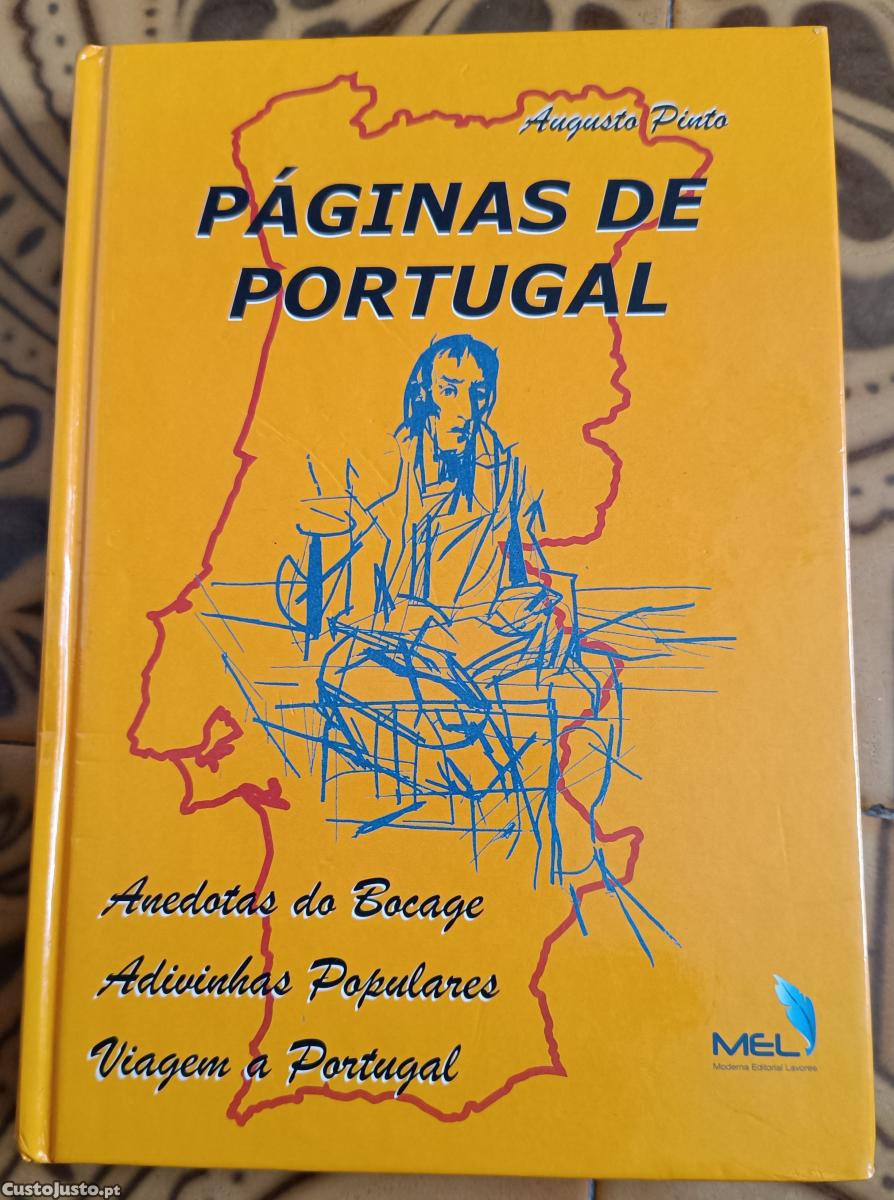 Augusto Pinto
PÁGINAS DE
PORTUGAL
Anedotas do Bocage
Adivinhas Populares
Viagem a Portugal
MEL
Moderna Editorial Lavores
CustoJusto.pt